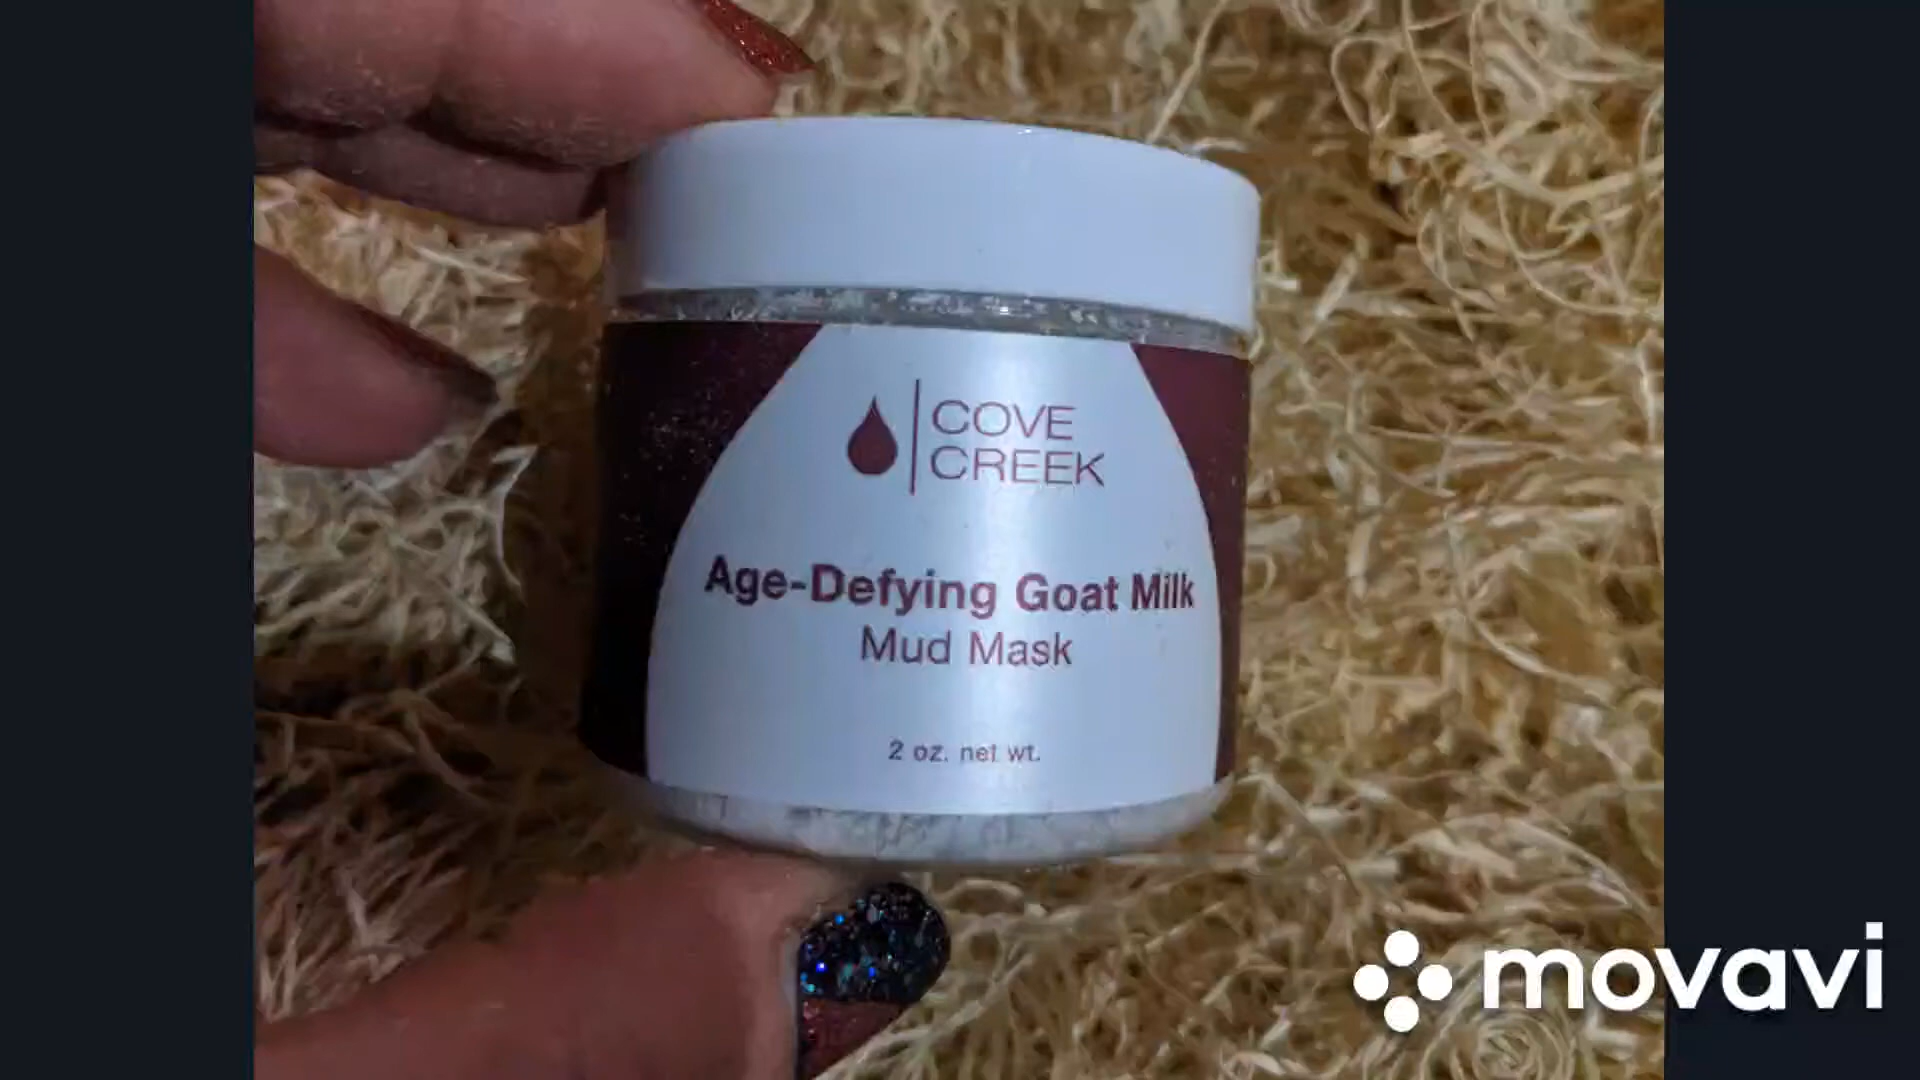 COVE
CREEK
Age-Defying Goat Milk
Mud Mask
2 oz. net wt.
movavi